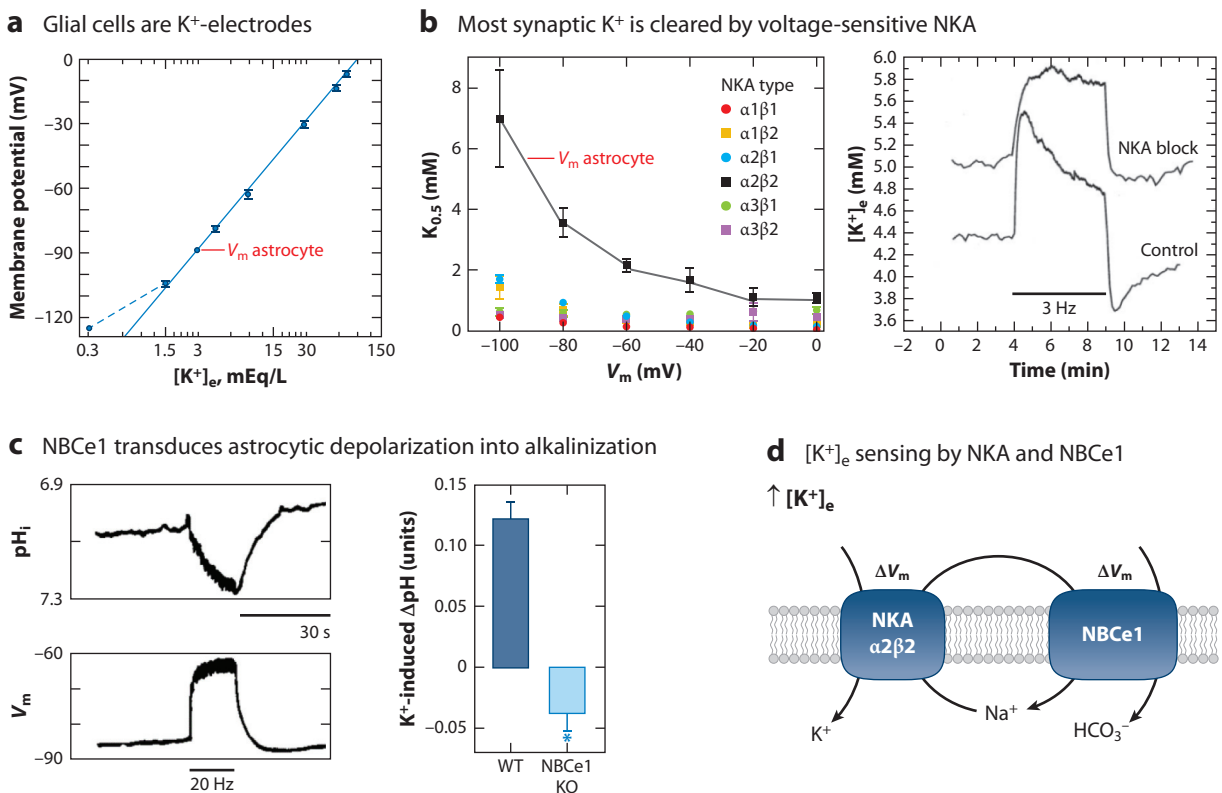 a Glial cells are K⁺-electrodes
Membrane potential (mV)
0
−30
−60
−90
−120
V_m astrocyte
0.3 1.5 3 15 30 150
[K⁺]ₑ, mEq/L
b Most synaptic K⁺ is cleared by voltage-sensitive NKA
K₀.₅ (mM)
8
6
4
2
0
V_m astrocyte
NKA type
α1β1
α1β2
α2β1
α2β2
α3β1
α3β2
−100 −80 −60 −40 −20 0
V_m (mV)
[K⁺]ₑ (mM)
6.0
5.8
5.6
5.4
5.2
5.0
4.8
4.6
4.4
4.2
4.0
3.8
3.6
NKA block
Control
3 Hz
−2 0 2 4 6 8 10 12 14
Time (min)
c NBCe1 transduces astrocytic depolarization into alkalinization
pHᵢ
6.9
7.3
30 s
V_m
−60
−90
20 Hz
K⁺-induced ΔpH (units)
0.15
0.10
0.05
0
−0.05
*
WT
NBCe1
KO
d [K⁺]ₑ sensing by NKA and NBCe1
↑ [K⁺]ₑ
ΔV_m
ΔV_m
NKA
α2β2
NBCe1
K⁺
Na⁺
HCO₃⁻